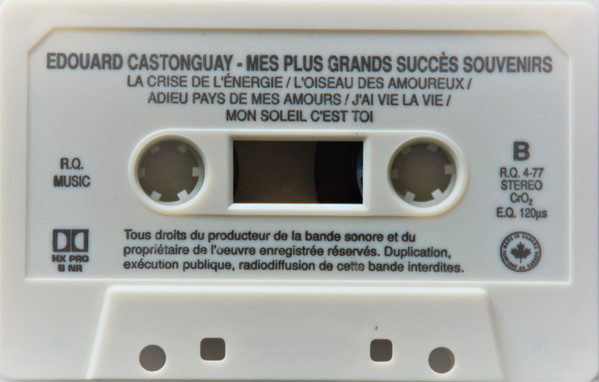 EDOUARD CASTONGUAY - MES PLUS GRANDS SUCCÈS SOUVENIRS
LA CRISE DE L'ÉNERGIE / L'OISEAU DES AMOUREUX /
ADIEU PAYS DE MES AMOURS / J'AI VIE LA VIE /
MON SOLEIL C'EST TOI
R.Q.
MUSIC
B
R.Q. 4-77
STEREO
CrO₂
E.Q. 120µs
HX PRO
B NR
Tous droits du producteur de la bande sonore et du
propriétaire de l'oeuvre enregistrée réservés. Duplication,
exécution publique, radiodiffusion de cette bande interdites.
MADE IN CANADA